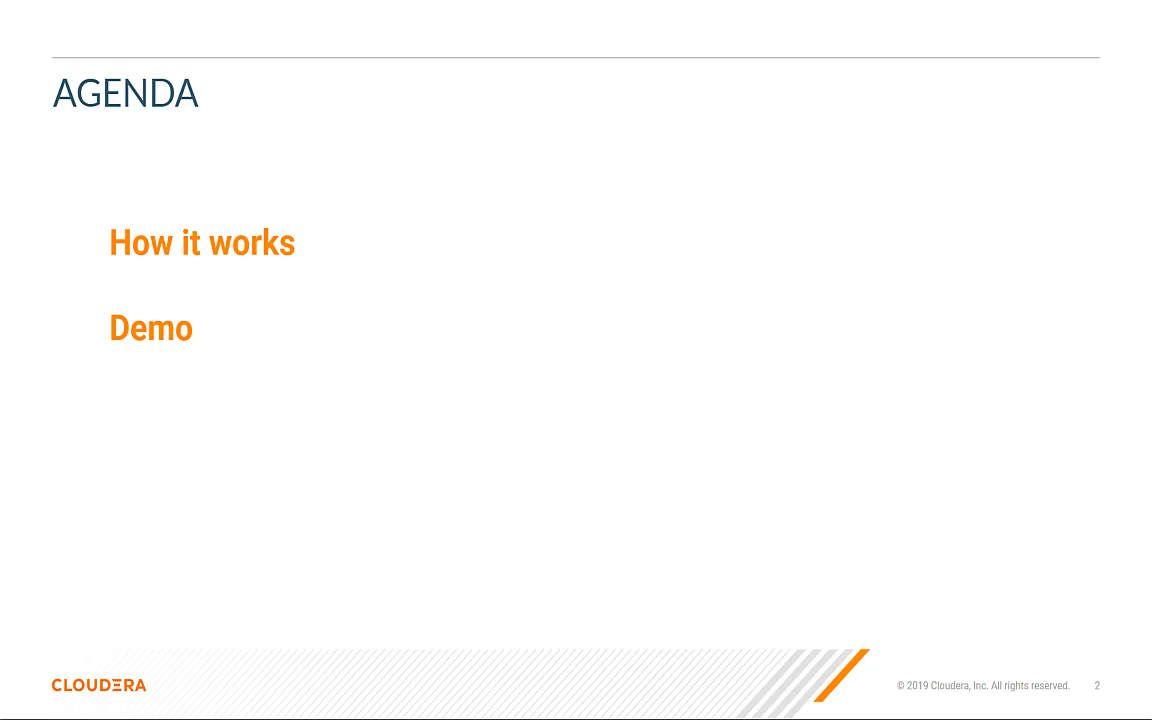 AGENDA
How it works
Demo
CLOUDERA
© 2019 Cloudera, Inc. All rights reserved. 2